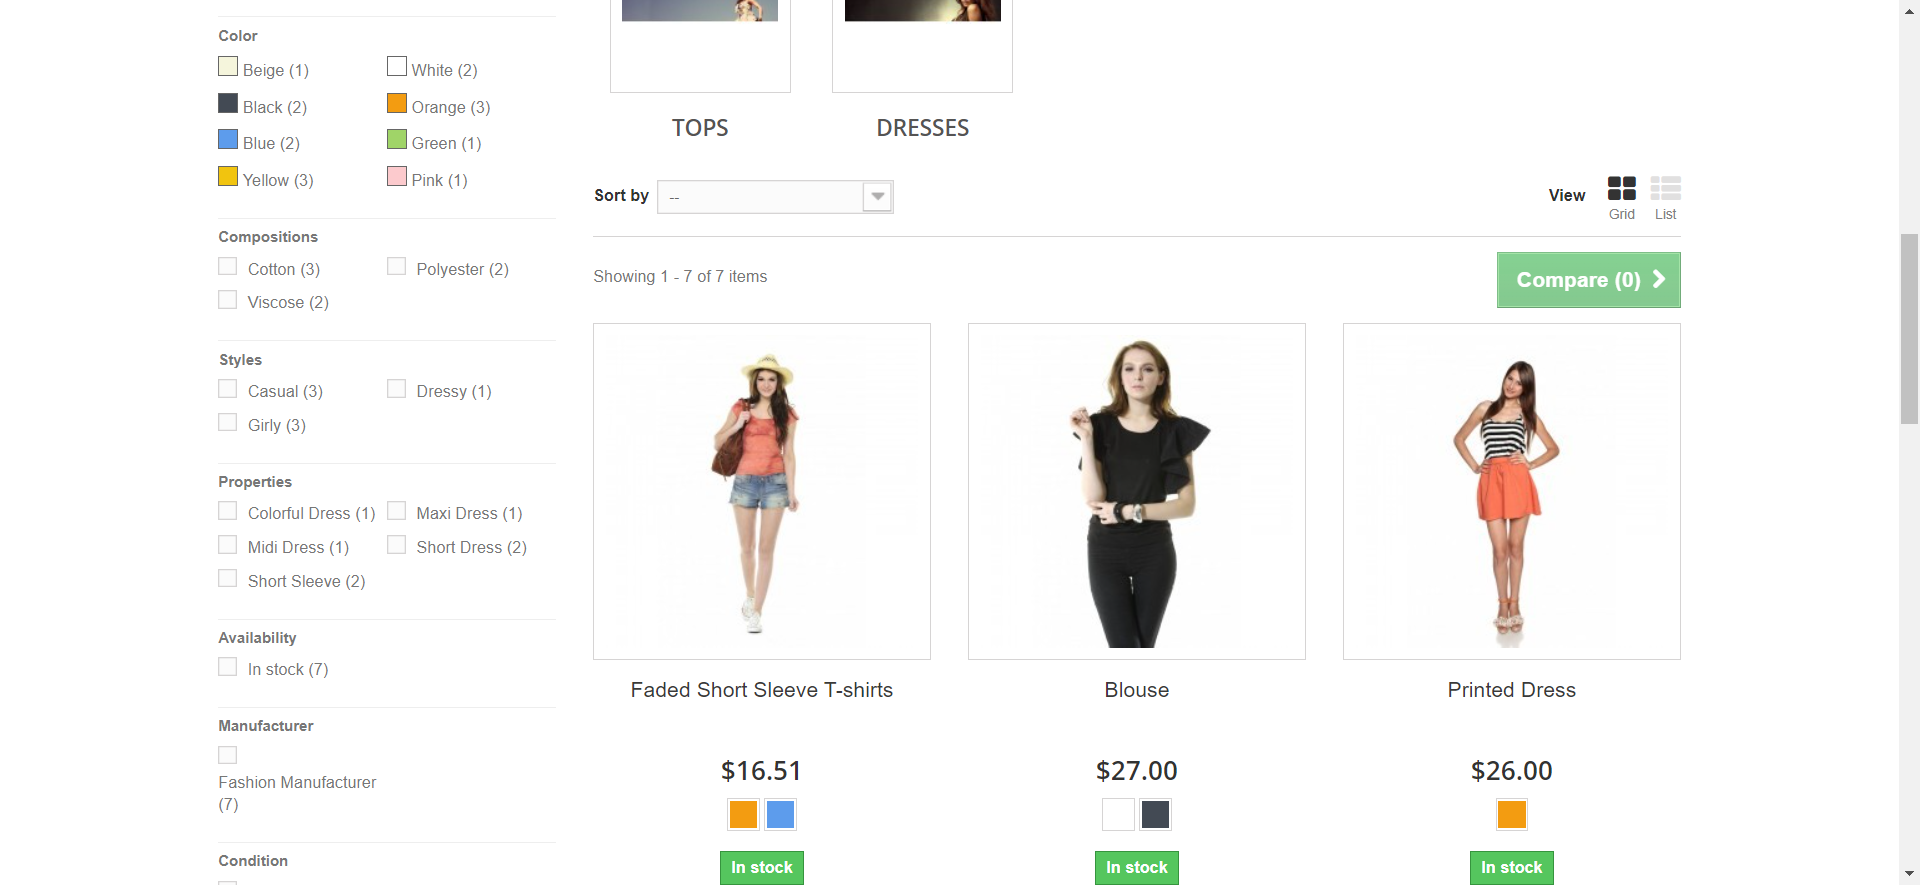 Color
Beige (1)
White (2)
Black (2)
Orange (3)
Blue (2)
Green (1)
Yellow (3)
Pink (1)
Compositions
Cotton (3)
Polyester (2)
Viscose (2)
Styles
Casual (3)
Dressy (1)
Girly (3)
Properties
Colorful Dress (1)
Maxi Dress (1)
Midi Dress (1)
Short Dress (2)
Short Sleeve (2)
Availability
In stock (7)
Manufacturer
Fashion Manufacturer
(7)
Condition
TOPS
DRESSES
Sort by
--
View
Grid
List
Showing 1 - 7 of 7 items
Compare (0)
Faded Short Sleeve T-shirts
Blouse
Printed Dress
$16.51
$27.00
$26.00
In stock
In stock
In stock